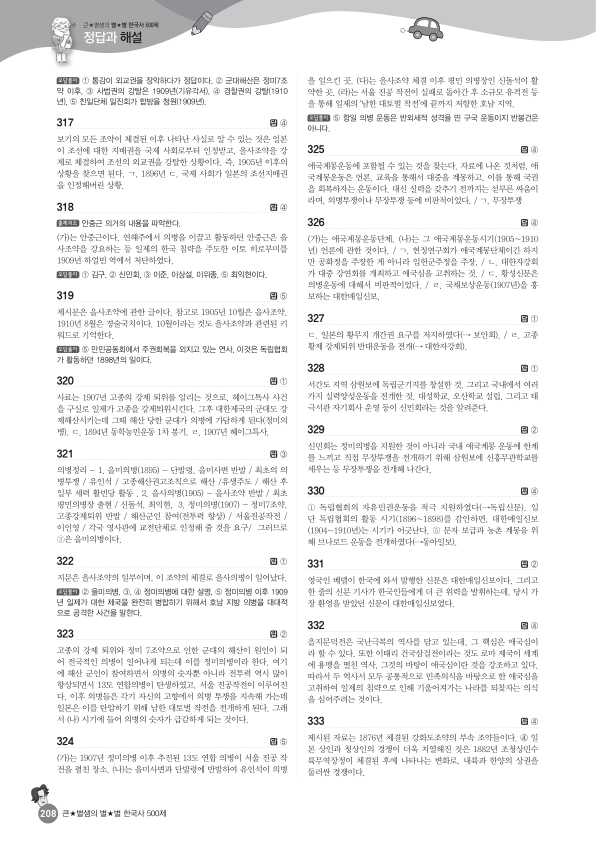 큰★별쌤의 별★별 한국사 500제
정답과 해설
오답풀이 ① 통감이 외교권을 장악하다가 정답이다. ② 군대해산은 정미7조
약 이후, ③ 사법권의 강탈은 1909년(기유각서), ④ 경찰권의 강탈(1910
년), ⑤ 친일단체 일진회가 합방을 청원(1909년).
317 답 ④
보기의 모든 조약이 체결된 이후 나타난 사실로 알 수 있는 것은 일본
이 조선에 대한 지배권을 국제 사회로부터 인정받고, 을사조약을 강
제로 체결하여 조선의 외교권을 강탈한 상황이다. 즉, 1905년 이후의
상황을 찾으면 된다. ㄱ, 1896년 ㄷ, 국제 사회가 일본의 조선지배권
을 인정해버린 상황.
318 답 ④
출제의도 안중근 의거의 내용을 파악한다.
(가)는 안중근이다. 연해주에서 의병을 이끌고 활동하던 안중근은 을
사조약을 강요하는 등 일제의 한국 침략을 주도한 이토 히로부미를
1909년 하얼빈 역에서 처단하였다.
오답풀이 ① 김구, ② 신민회, ③ 이준, 이상설, 이위종, ⑤ 최익현이다.
319 답 ⑤
제시문은 을사조약에 관한 글이다. 참고로 1905년 10월은 을사조약,
1910년 8월은 경술국치이다. 10월이라는 것도 을사조약과 관련된 키
워드로 기억한다.
오답풀이 ⑤ 만민공동회에서 주권회복을 외치고 있는 연사, 이것은 독립협회
가 활동하던 1898년의 일이다.
320 답 ①
사료는 1907년 고종의 강제 퇴위를 알리는 것으로, 헤이그특사 사건
을 구실로 일제가 고종을 강제퇴위시킨다. 그후 대한제국의 군대도 강
제해산시키는데 그때 해산 당한 군대가 의병에 가담하게 된다(정미의
병). ㄷ, 1894년 동학농민운동 1차 봉기, ㄹ, 1907년 헤이그특사.
321 답 ③
의병정리 - 1. 을미의병(1895) - 단발령, 을미사변 반발 / 최초의 의
병투쟁 / 유인석 / 고종해산권고조칙으로 해산 /유생주도 / 해산 후
일부 세력 활빈당 활동 , 2. 을사의병(1905) - 을사조약 반발 / 최초
평민의병장 출현 / 신돌석, 최익현, 3. 정미의병(1907) - 정미7조약,
고종강제퇴위 반발 / 해산군인 참여(전투력 향상) / 서울진공작전 /
이인영 / 각국 영사관에 교전단체로 인정해 줄 것을 요구/ 그러므로
③은 을미의병이다.
322 답 ①
지문은 을사조약의 일부이며, 이 조약의 체결로 을사의병이 일어났다.
오답풀이 ② 을미의병, ③, ④ 정미의병에 대한 설명, ⑤ 정미의병 이후 1909
년 일제가 대한 제국을 완전히 병합하기 위해서 호남 지방 의병을 대대적
으로 공격한 사건을 말한다.
323 답 ②
고종의 강제 퇴위와 정미 7조약으로 인한 군대의 해산이 원인이 되
어 전국적인 의병이 일어나게 되는데 이를 정미의병이라 한다. 여기
에 해산 군인이 참여하면서 의병의 숫자뿐 아니라 전투력 역시 많이
향상되면서 13도 연합의병이 탄생하였고, 서울 진공작전이 이루어진
다. 이후 의병들은 각기 자신의 고향에서 의병 투쟁을 지속해 가는데
일본은 이를 탄압하기 위해 남한 대토벌 작전을 전개하게 된다. 그래
서 (나) 시기에 들어 의병의 숫자가 급감하게 되는 것이다.
324 답 ⑤
(가)는 1907년 정미의병 이후 추진된 13도 연합 의병이 서울 진공 작
전을 펼친 장소, (나)는 을미사변과 단발령에 반발하여 유인석이 의병
을 일으킨 곳, (다)는 을사조약 체결 이후 평민 의병장인 신돌석이 활
약한 곳, (라)는 서울 진공 작전이 실패로 돌아간 후 소규모 유격전 등
을 통해 일제의 '남한 대토벌 작전'에 끝까지 저항한 호남 지역.
오답풀이 ⑤ 항일 의병 운동은 반외세적 성격을 띤 구국 운동이지 반봉건은
아니다.
325 답 ④
애국계몽운동에 포함될 수 있는 것을 찾는다. 자료에 나온 것처럼, 애
국계몽운동은 언론, 교육을 통해서 대중을 계몽하고, 이를 통해 국권
을 회복하자는 운동이다. 대신 실력을 갖추기 전까지는 섣부른 싸움이
라며, 의병투쟁이나 무장투쟁 등에 비판적이었다. / ㄱ, 무장투쟁
326 답 ④
(가)는 애국계몽운동단체, (나)는 그 애국계몽운동시기(1905~1910
년) 언론에 관한 것이다. / ㄱ, 헌정연구회가 애국계몽단체이긴 하지
만 공화정을 주장한 게 아니라 입헌군주정을 주장, / ㄴ, 대한자강회
가 대중 강연회를 개최하고 애국심을 고취하는 것, / ㄷ, 황성신문은
의병운동에 대해서 비판적이었다. / ㄹ, 국채보상운동(1907년)을 홍
보하는 대한매일신보.
327 답 ①
ㄷ, 일본의 황무지 개간권 요구를 저지하였다(→ 보안회), / ㄹ, 고종
황제 강제퇴위 반대운동을 전개(→ 대한자강회).
328 답 ①
서간도 지역 삼원보에 독립군기지를 창설한 것, 그리고 국내에서 여러
가지 실력양성운동을 전개한 것, 대성학교, 오산학교 설립, 그리고 태
극서관 자기회사 운영 등이 신민회라는 것을 알려준다.
329 답 ②
신민회는 정미의병을 지원한 것이 아니라 국내 애국계몽 운동에 한계
를 느끼고 직접 무장투쟁을 전개하기 위해 삼원보에 신흥무관학교를
세우는 등 무장투쟁을 전개해 나간다.
330 답 ④
① 독립협회의 자유민권운동을 적극 지원하였다(→독립신문). 일
단 독립협회의 활동 시기(1896~1898)를 감안하면, 대한매일신보
(1904~1910년)는 시기가 어긋난다. ⑤ 문자 보급과 농촌 계몽을 위
해 브나로드 운동을 전개하였다(→동아일보).
331 답 ②
영국인 베델이 한국에 와서 발행한 신문은 대한매일신보이다. 그리고
한 줄의 신문 기사가 한국인들에게 더 큰 위력을 발휘하는데, 당시 가
장 환영을 받았던 신문이 대한매일신보였다.
332 답 ④
을지문덕전은 국난극복의 역사를 담고 있는데, 그 핵심은 애국심이
라 할 수 있다. 또한 이태리 건국삼걸전이라는 것도 로마 제국이 세계
에 용맹을 떨친 역사, 그것의 바탕이 애국심이란 것을 강조하고 있다.
따라서 두 역사서 모두 공통적으로 민족의식을 바탕으로 한 애국심을
고취하여 일제의 침략으로 인해 기울어져가는 나라를 되찾자는 의식
을 심어주려는 것이다.
333 답 ④
제시된 자료는 1876년 체결된 강화도조약의 부속 조약들이다. ④ 일
본 상인과 청상인의 경쟁이 더욱 치열해진 것은 1882년 조청상민수
륙무역장정이 체결된 후에 나타나는 변화로, 내륙과 한양의 상권을
둘러싼 경쟁이다.
208 큰★별쌤의 별★별 한국사 500제